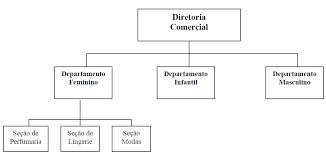 Diretoria
Comercial
Departamento
Feminino
Departamento
Infantil
Departamento
Masculino
Seção de
Perfumaria
Seção de
Lingerie
Seção
Modas